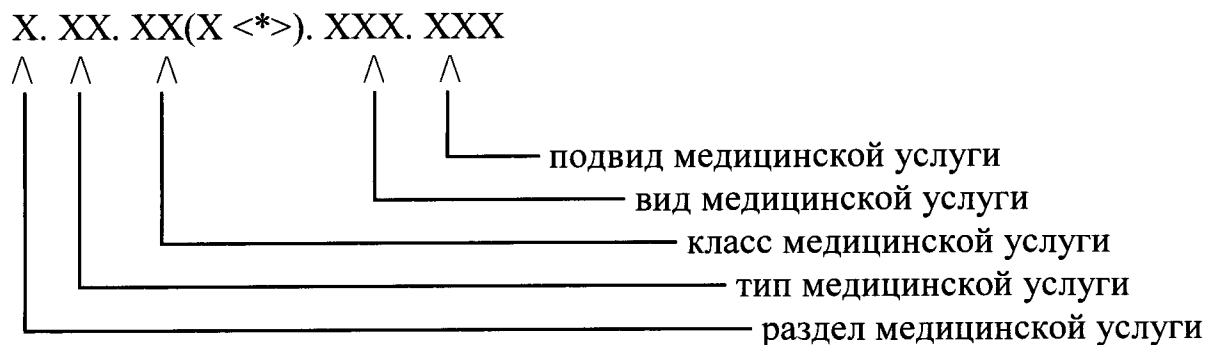 X. XX. XX(X <*>). XXX. XXX
подвид медицинской услуги
вид медицинской услуги
класс медицинской услуги
тип медицинской услуги
раздел медицинской услуги